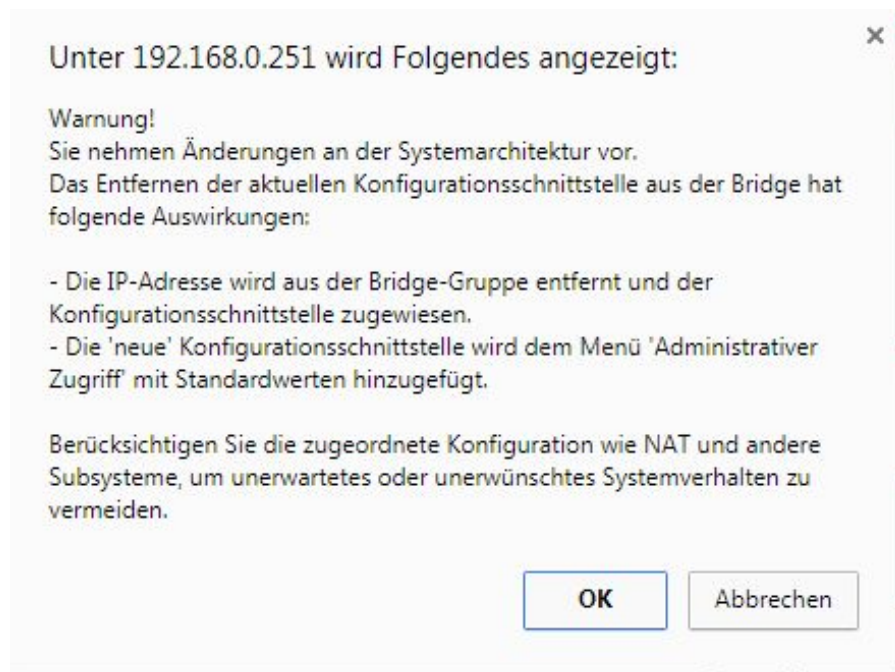 Unter 192.168.0.251 wird Folgendes angezeigt:
Warnung!
Sie nehmen Änderungen an der Systemarchitektur vor.
Das Entfernen der aktuellen Konfigurationsschnittstelle aus der Bridge hat
folgende Auswirkungen:
- Die IP-Adresse wird aus der Bridge-Gruppe entfernt und der
Konfigurationsschnittstelle zugewiesen.
- Die 'neue' Konfigurationsschnittstelle wird dem Menü 'Administrativer
Zugriff' mit Standardwerten hinzugefügt.
Berücksichtigen Sie die zugeordnete Konfiguration wie NAT und andere
Subsysteme, um unerwartetes oder unerwünschtes Systemverhalten zu
vermeiden.
OK Abbrechen